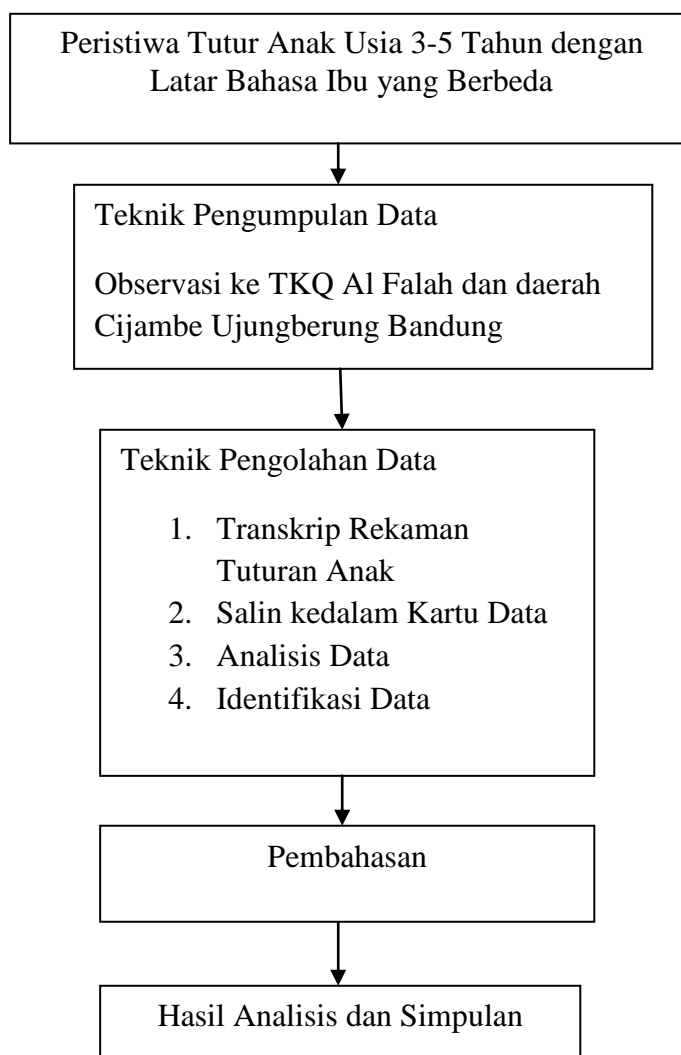 Peristiwa Tutur Anak Usia 3-5 Tahun dengan
Latar Bahasa Ibu yang Berbeda
Teknik Pengumpulan Data
Observasi ke TKQ Al Falah dan daerah
Cijambe Ujungberung Bandung
Teknik Pengolahan Data
1. Transkrip Rekaman
Tuturan Anak
2. Salin kedalam Kartu Data
3. Analisis Data
4. Identifikasi Data
Pembahasan
Hasil Analisis dan Simpulan